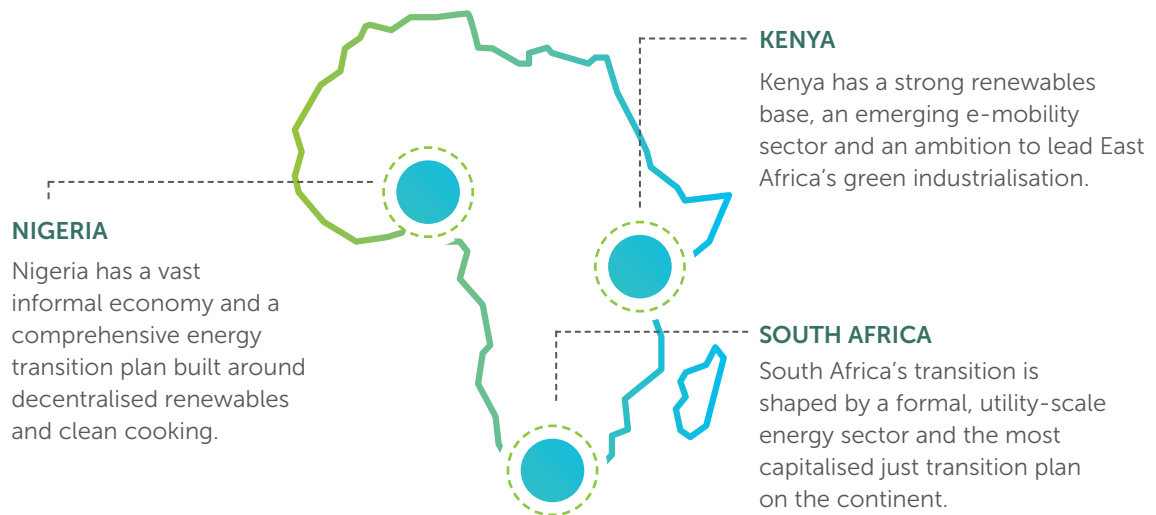 KENYA
Kenya has a strong renewables
base, an emerging e-mobility
sector and an ambition to lead East
Africa’s green industrialisation.
NIGERIA
Nigeria has a vast
informal economy and a
comprehensive energy
transition plan built around
decentralised renewables
and clean cooking.
SOUTH AFRICA
South Africa’s transition is
shaped by a formal, utility-scale
energy sector and the most
capitalised just transition plan
on the continent.